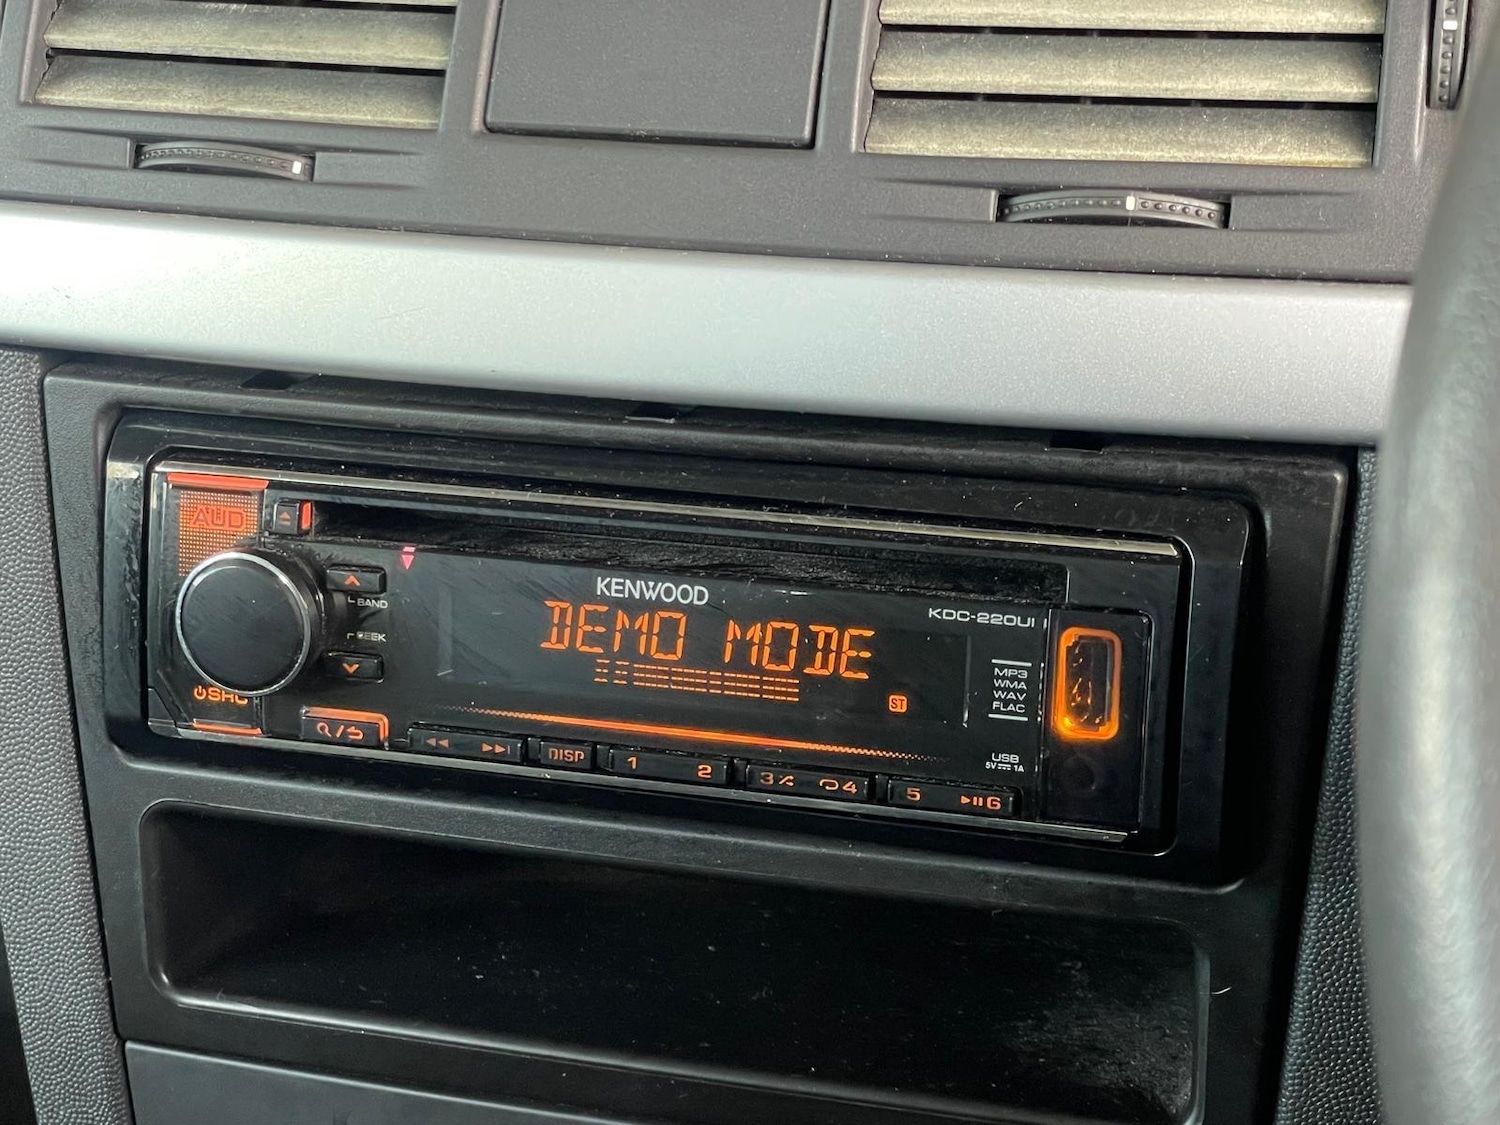 AUD
KENWOOD
KDC-220UI
DEMO MODE
BAND
SEEK
MP3
WMA
WAV
FLAC
ST
SRC
DISP
1
2
3
4
5
6
USB
5V 1A